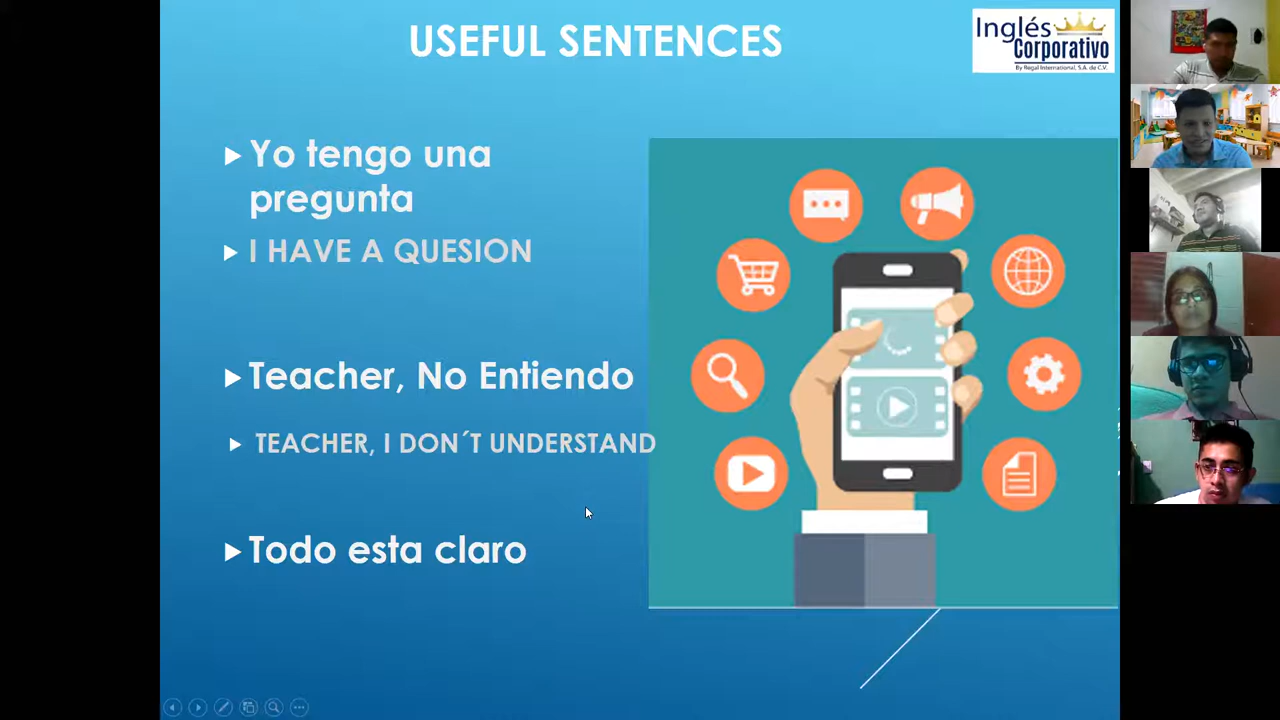 USEFUL SENTENCES
Inglés
Corporativo
By Regal International, S.A. de C.V.
Yo tengo una
pregunta
I HAVE A QUESION
Teacher, No Entiendo
TEACHER, I DON´T UNDERSTAND
Todo esta claro